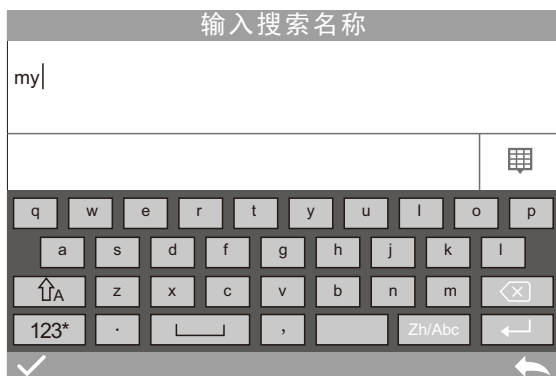 输入搜索名称
my
q w e r t y u l o p
a s d f g h j k l
A z x c v b n m
123* . , Zh/Abc